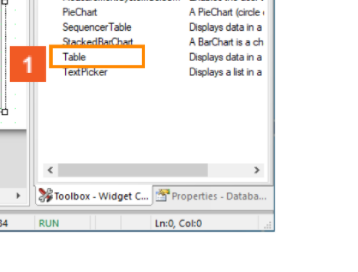 PieChart A PieChart (circle
SequencerTable Displays data in a
StackedBarChart A BarChart is a ch
1
Table Displays data in a
TextPicker Displays a list in a
Toolbox - Widget C... Properties - Databa...
34 RUN Ln:0, Col:0